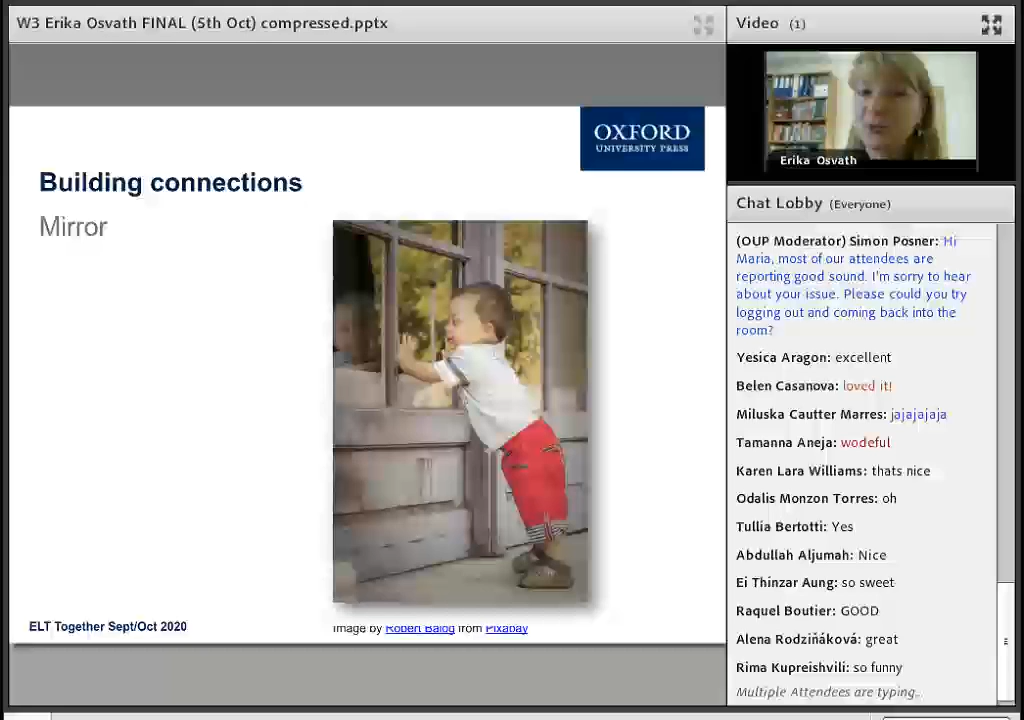 W3 Erika Osvath FINAL (5th Oct) compressed.pptx
OXFORD
UNIVERSITY PRESS
Building connections
Mirror
ELT Together Sept/Oct 2020
Image by Robert Balog from Pixabay
Video (1)
Erika Osvath
Chat Lobby (Everyone)
(OUP Moderator) Simon Posner: Hi
Maria, most of our attendees are
reporting good sound. I'm sorry to hear
about your issue. Please could you try
logging out and coming back into the
room?
Yesica Aragon: excellent
Belen Casanova: loved it!
Miluska Cautter Marres: jajajajaja
Tamanna Aneja: wodeful
Karen Lara Williams: thats nice
Odalis Monzon Torres: oh
Tullia Bertotti: Yes
Abdullah Aljumah: Nice
Ei Thinzar Aung: so sweet
Raquel Boutier: GOOD
Alena Rodziňáková: great
Rima Kupreishvili: so funny
Multiple Attendees are typing..